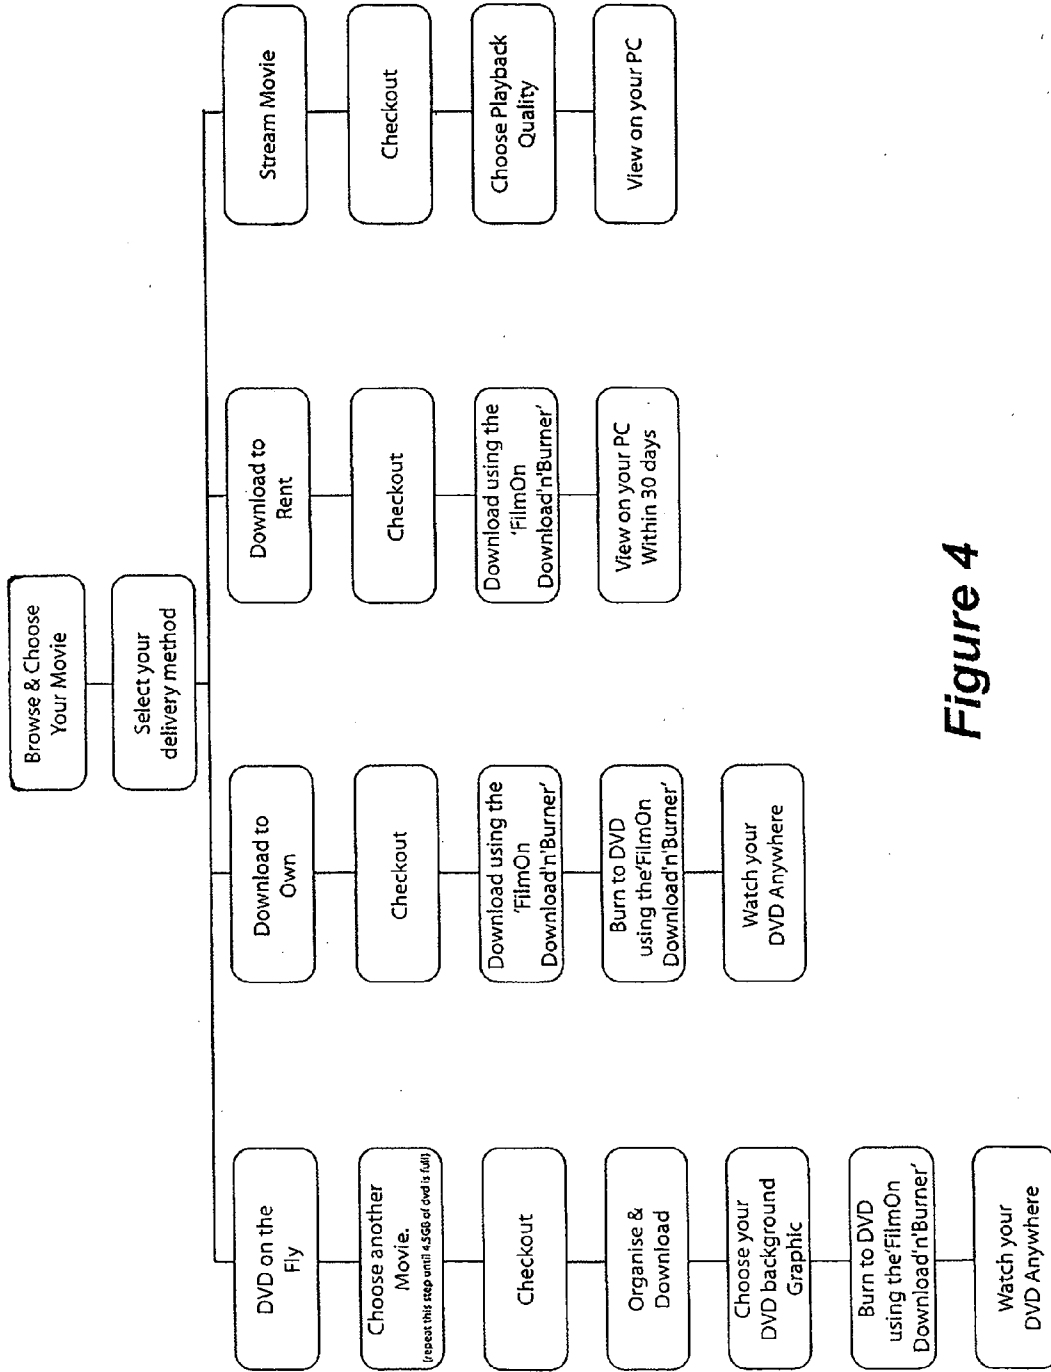 Browse & Choose
Your Movie
Select your
delivery method
DVD on the
Fly
Choose another
Movie.
(repeat this step until 4.5GB of dvd is full)
Checkout
Organise &
Download
Choose your
DVD background
Graphic
Burn to DVD
using the'FilmOn
Download'n'Burner'
Watch your
DVD Anywhere
Download to
Own
Checkout
Download using the
'FilmOn
Download'n'Burner'
Burn to DVD
using the'FilmOn
Download'n'Burner'
Watch your
DVD Anywhere
Download to
Rent
Checkout
Download using the
'FilmOn
Download'n'Burner'
View on your PC
Within 30 days
Stream Movie
Checkout
Choose Playback
Quality
View on your PC
Figure 4